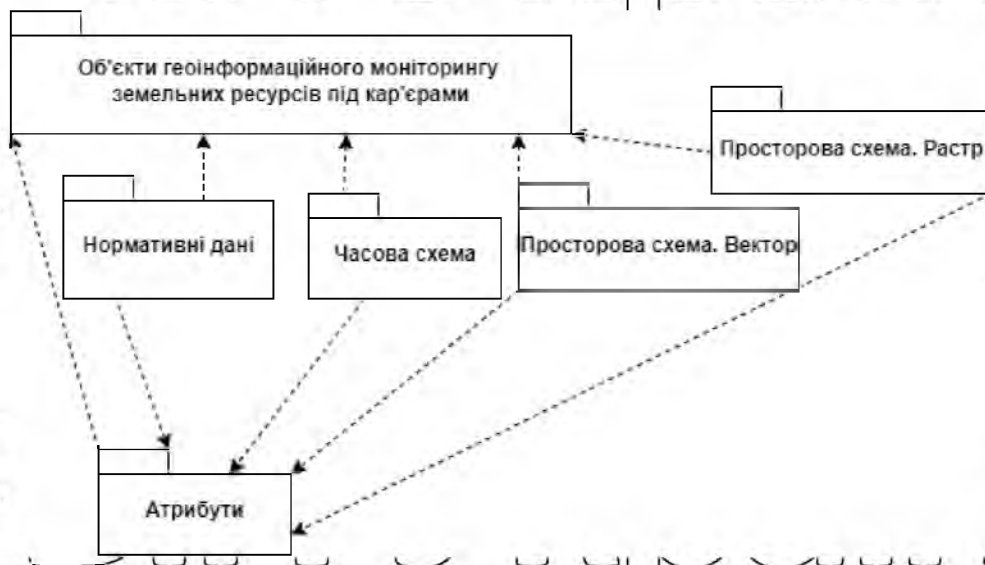 Об'єкти геоінформаційного моніторингу
земельних ресурсів під кар'єрами
Просторова схема. Растр
Нормативні дані
Часова схема
Просторова схема. Вектор
Атрибути